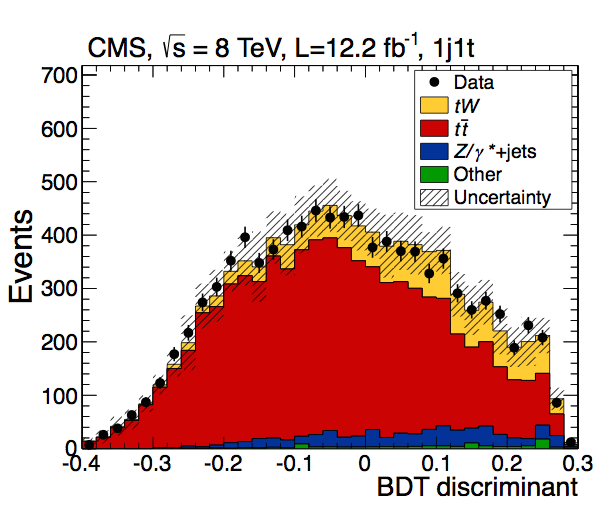 CMS, √s = 8 TeV, L=12.2 fb⁻¹, 1j1t
Events
700
600
500
400
300
200
100
0
Data
tW
tt̄
Z/γ*+jets
Other
Uncertainty
-0.4 -0.3 -0.2 -0.1 0 0.1 0.2 0.3
BDT discriminant